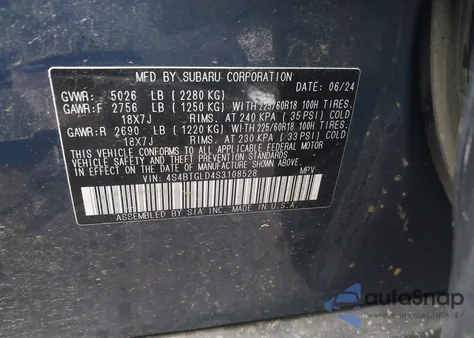 MFD BY SUBARU CORPORATION
DATE: 06/24
GVWR: 5026 LB (2280 KG)
GAWR:F 2756 LB (1250 KG) WITH 225/60R18 100H TIRES.
18X7J RIMS. AT 240 KPA (35PSI) COLD
GAWR:R 2690 LB (1220 KG) WITH 225/60R18 100H TIRES.
18X7J RIMS. AT 230 KPA (33PSI) COLD
THIS VEHICLE CONFORMS TO ALL APPLICABLE FEDERAL MOTOR
VEHICLE SAFETY, BUMPER, AND THEFT PREVENTION STANDARDS
IN EFFECT ON THE DATE OF MANUFACTURE SHOWN ABOVE.
VIN: 4S4BTGLD4S3108528 MPV
ASSEMBLED BY SIA INC. MADE IN U.S.A.
autoSnap